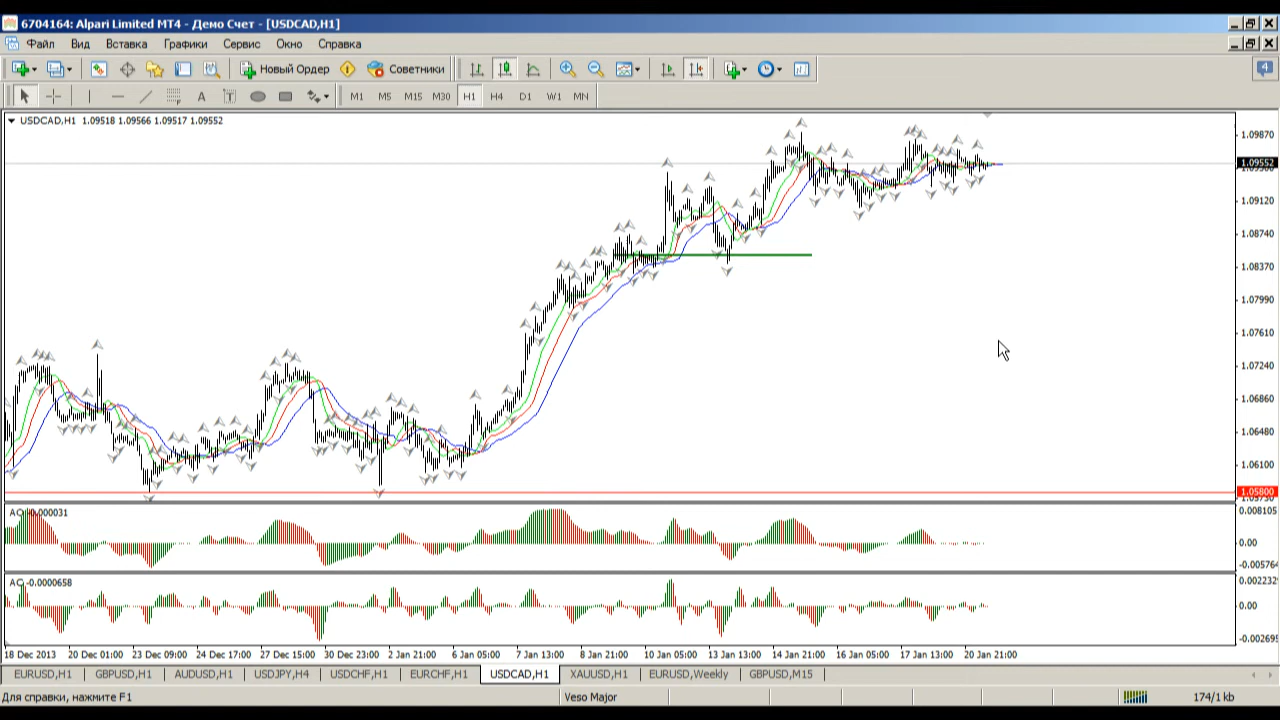 6704164: Alpari Limited MT4 - Демо Счет - [USDCAD,H1]
Файл Вид Вставка Графики Сервис Окно Справка
Новый Ордер Советники 4
A T M1 M5 M15 M30 H1 H4 D1 W1 MN
USDCAD,H1 1.09518 1.09566 1.09517 1.09552
1.09870
1.09552
1.09120
1.08740
1.08370
1.07990
1.07610
1.07240
1.06860
1.06480
1.06100
1.05800
0.008105
0.00
-0.005764
AC -0.0000658
0.00
18 Dec 2013 20 Dec 01:00 23 Dec 09:00 24 Dec 17:00 27 Dec 15:00 30 Dec 23:00 2 Jan 21:00 6 Jan 05:00 7 Jan 13:00 8 Jan 21:00 10 Jan 05:00 13 Jan 13:00 14 Jan 21:00 16 Jan 05:00 17 Jan 13:00 20 Jan 21:00
EURUSD,H1 GBPUSD,H1 AUDUSD,H1 USDJPY,H4 USDCHF,H1 EURCHF,H1 USDCAD,H1 XAUUSD,H1 EURUSD,Weekly GBPUSD,M15
Для справки, нажмите F1 Veso Major 174/1 kb